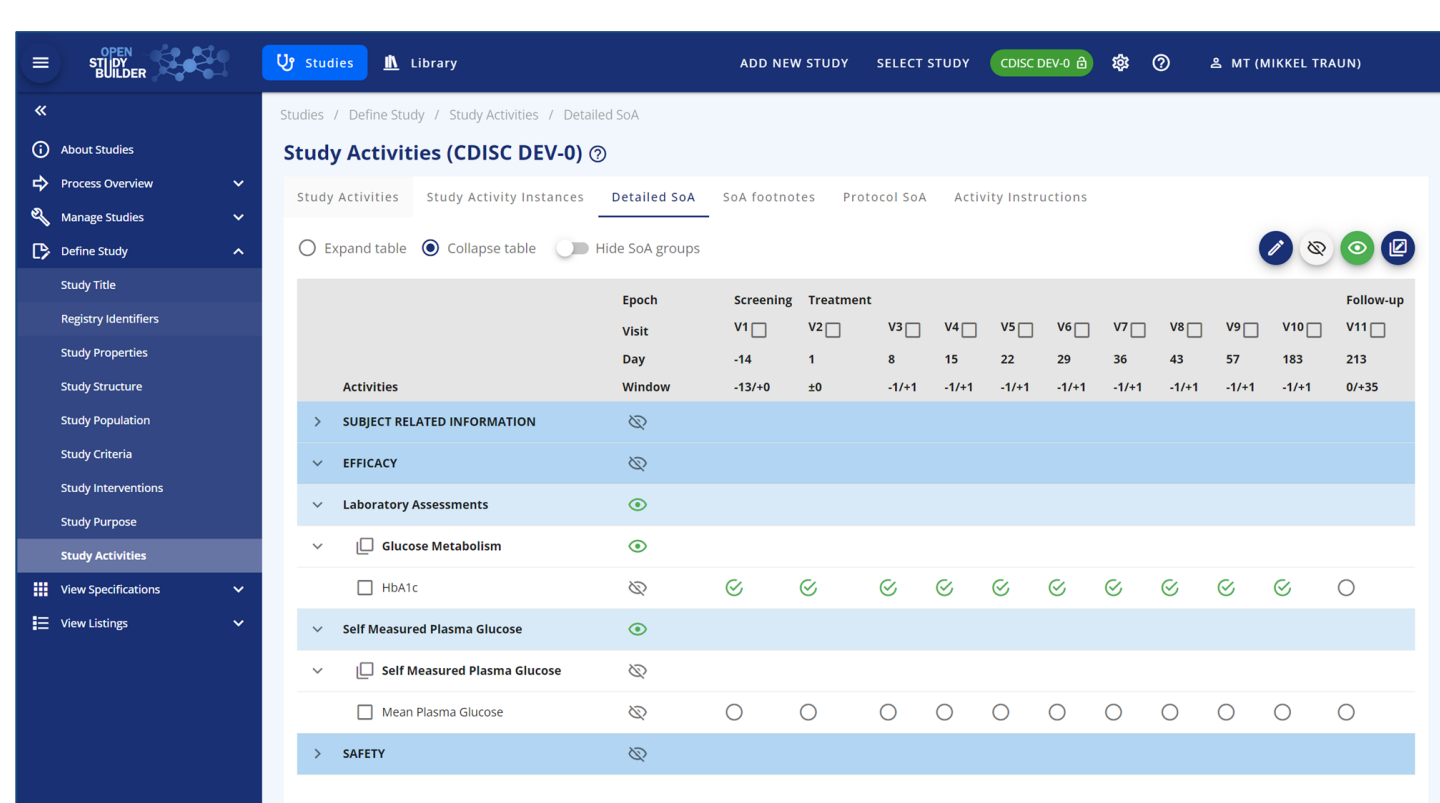 OPEN
STUDY
BUILDER
Studies
Library
ADD NEW STUDY
SELECT STUDY
CDISC DEV-0
MT (MIKKEL TRAUN)
About Studies
Process Overview
Manage Studies
Define Study
Study Title
Registry Identifiers
Study Properties
Study Structure
Study Population
Study Criteria
Study Interventions
Study Purpose
Study Activities
View Specifications
View Listings
Studies / Define Study / Study Activities / Detailed SoA
Study Activities (CDISC DEV-0)
Study Activities Study Activity Instances Detailed SoA SoA footnotes Protocol SoA Activity Instructions
Expand table Collapse table Hide SoA groups
Epoch Screening Treatment Follow-up
Visit V1 V2 V3 V4 V5 V6 V7 V8 V9 V10 V11
Day -14 1 8 15 22 29 36 43 57 183 213
Activities Window -13/+0 ±0 -1/+1 -1/+1 -1/+1 -1/+1 -1/+1 -1/+1 -1/+1 -1/+1 0/+35
SUBJECT RELATED INFORMATION
EFFICACY
Laboratory Assessments
Glucose Metabolism
HbA1c
Self Measured Plasma Glucose
Self Measured Plasma Glucose
Mean Plasma Glucose
SAFETY